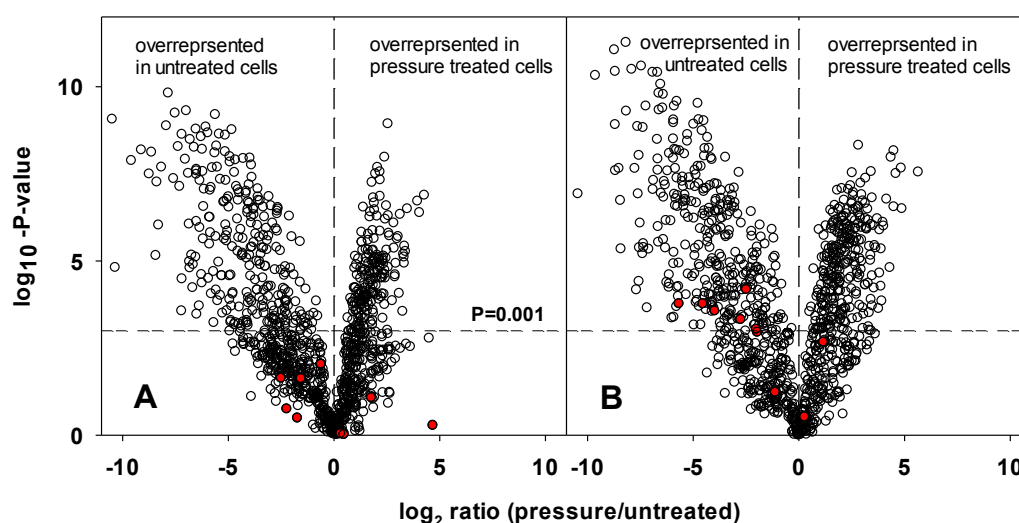 overreprsented
in untreated cells
overreprsented in
pressure treated cells
overreprsented in
untreated cells
overreprsented in
pressure treated cells
10
5
0
log10 -P-value
P=0.001
A
B
-10
-5
0
5
10
-10
-5
0
5
10
log2 ratio (pressure/untreated)